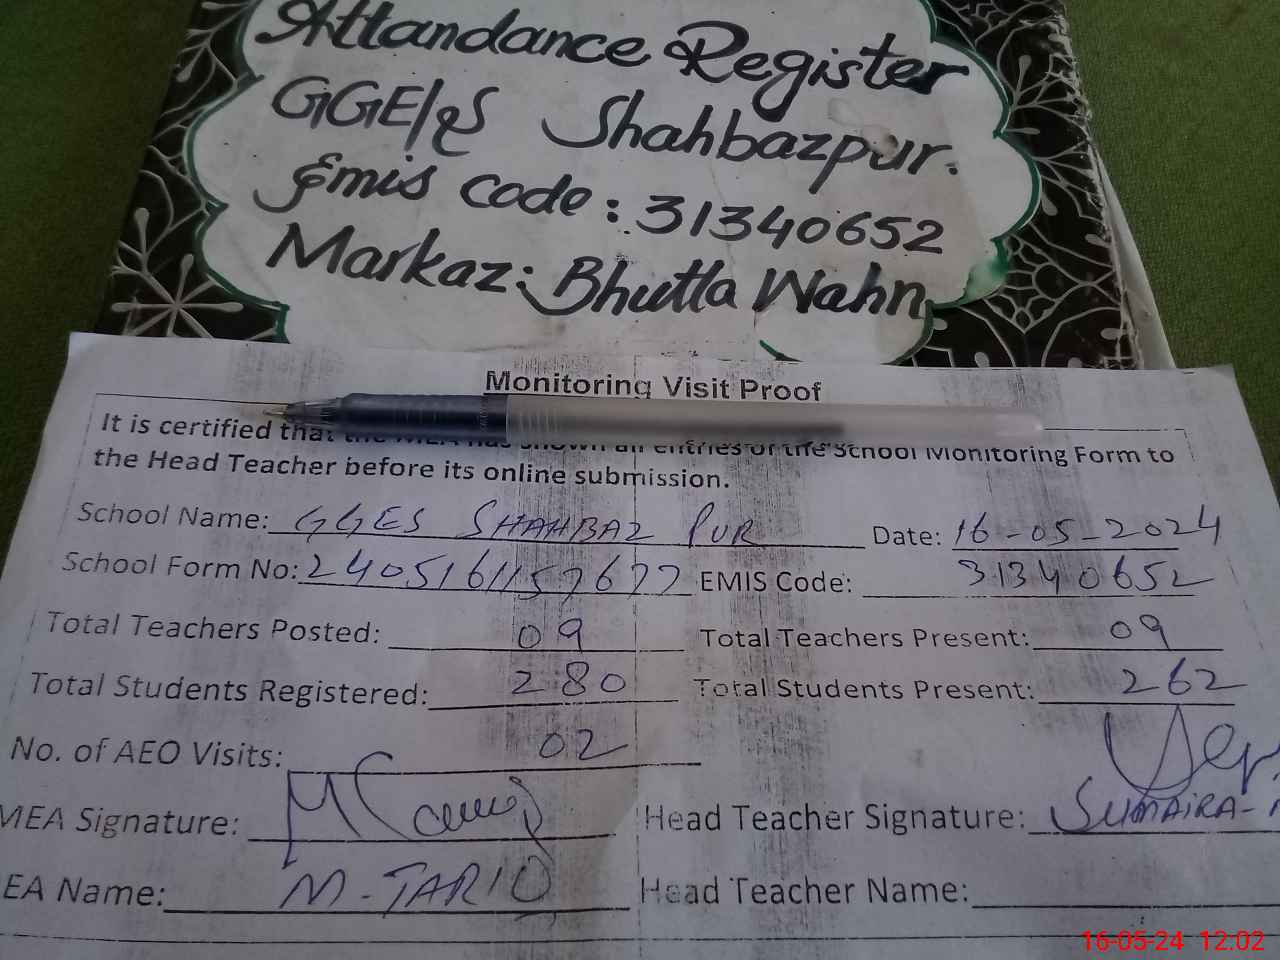 Attandance Register
GGE/S Shahbazpur.
Emis code: 31340652
Markaz: Bhutta Wahn
Monitoring Visit Proof
It is certified that the MEA has shown all entries of the School Monitoring Form to
the Head Teacher before its online submission.
School Name: GGES SHAHBAZ PUR Date: 16-05-2024
School Form No: 2405161157677 EMIS Code: 31340652
Total Teachers Posted: 09 Total Teachers Present: 09
Total Students Registered: 280 Total Students Present: 262
No. of AEO Visits: 02
MEA Signature: Head Teacher Signature: SUMAIRA-
EA Name: M-TARIQ Head Teacher Name:
16-05-24 12.02